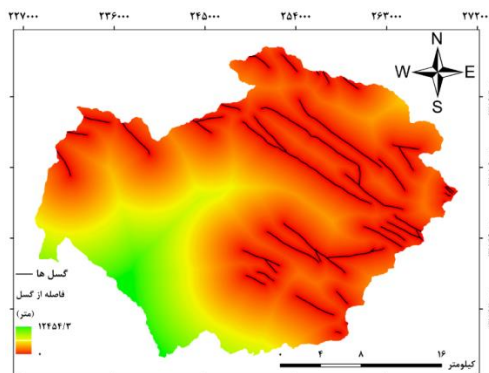 ۲۲۷۰۰۰ ۲۳۶۰۰۰ ۲۴۵۰۰۰ ۲۵۴۰۰۰ ۲۶۳۰۰۰ ۲۷۲۰۰۰
N
W E
S
گسل ها
فاصله از گسل
(متر)
۱۲۴۵۴/۳
۰
۰ ۴ ۸ ۱۶
کیلومتر